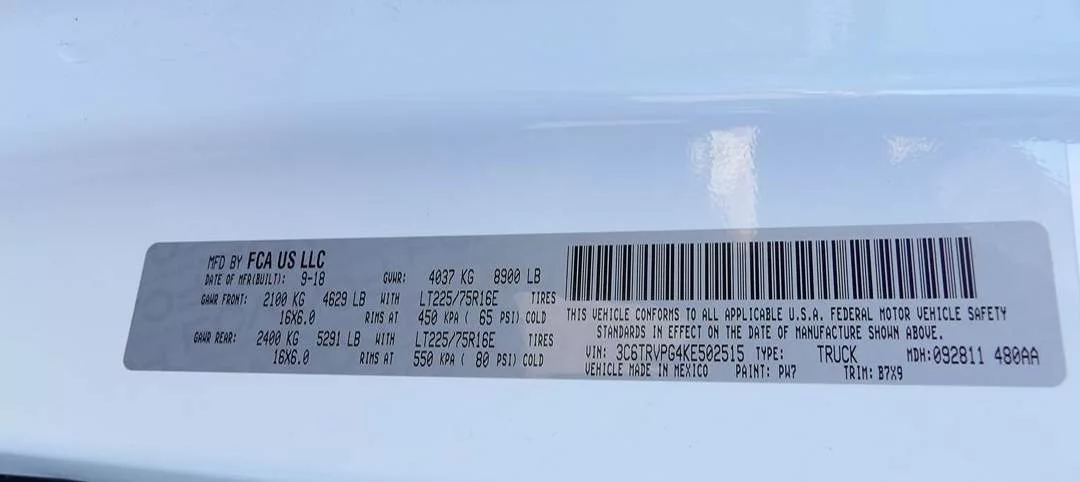 MFD BY FCA US LLC
DATE OF MFR(BUILT): 9-18 GVWR: 4037 KG 8900 LB
GAWR FRONT: 2100 KG 4629 LB WITH LT225/75R16E TIRES
16X6.0 RIMS AT 450 KPA ( 65 PSI) COLD
GAWR REAR: 2400 KG 5291 LB WITH LT225/75R16E TIRES
16X6.0 RIMS AT 550 KPA ( 80 PSI) COLD
THIS VEHICLE CONFORMS TO ALL APPLICABLE U.S.A. FEDERAL MOTOR VEHICLE SAFETY
STANDARDS IN EFFECT ON THE DATE OF MANUFACTURE SHOWN ABOVE.
VIN: 3C6TRVPG4KE502515 TYPE: TRUCK MDH:092811 480AA
VEHICLE MADE IN MEXICO PAINT: PW7 TRIM: B7X9